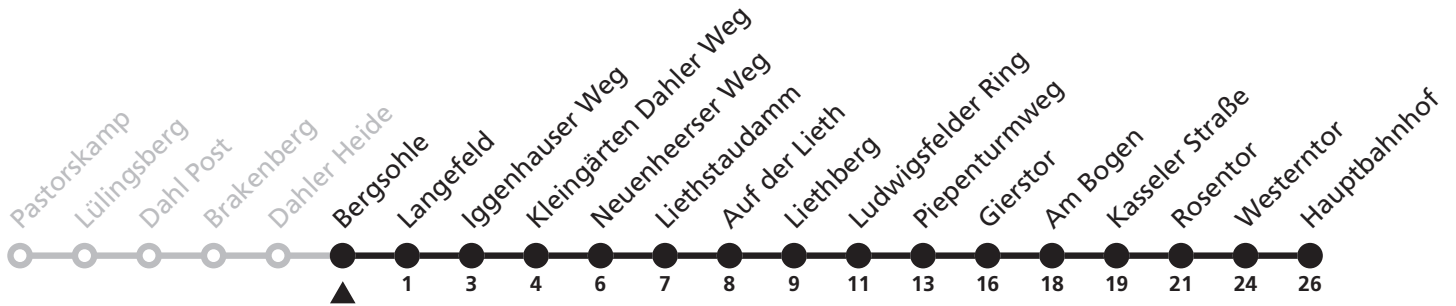 Pastorskamp
Lülingsberg
Dahl Post
Brakenberg
Dahler Heide
Bergsohle
Langefeld
Iggenhauser Weg
Kleingärten Dahler Weg
Neuenheerser Weg
Liethstaudamm
Auf der Lieth
Liethberg
Ludwigsfelder Ring
Piepenturmweg
Gierstor
Am Bogen
Kasseler Straße
Rosentor
Westerntor
Hauptbahnhof
1 3 4 6 7 8 9 11 13 16 18 19 21 24 26